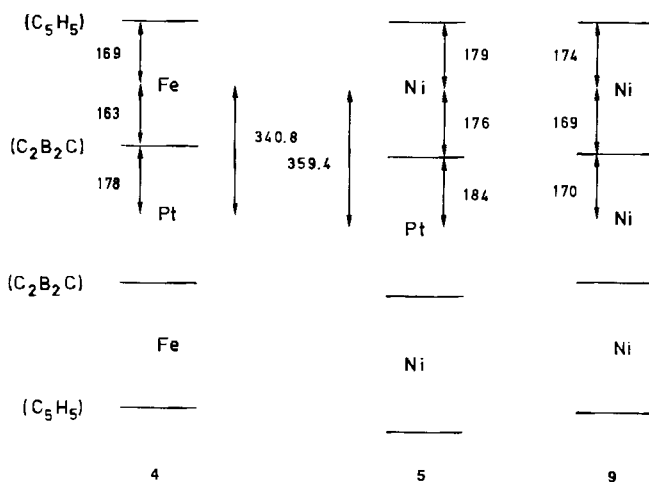 (C5H5)
169 179 174
Fe Ni Ni
163 176 169
340.8
(C2B2C) 359.4
178 184 170
Pt Pt Ni
(C2B2C)
Fe Ni Ni
(C5H5)
4 5 9